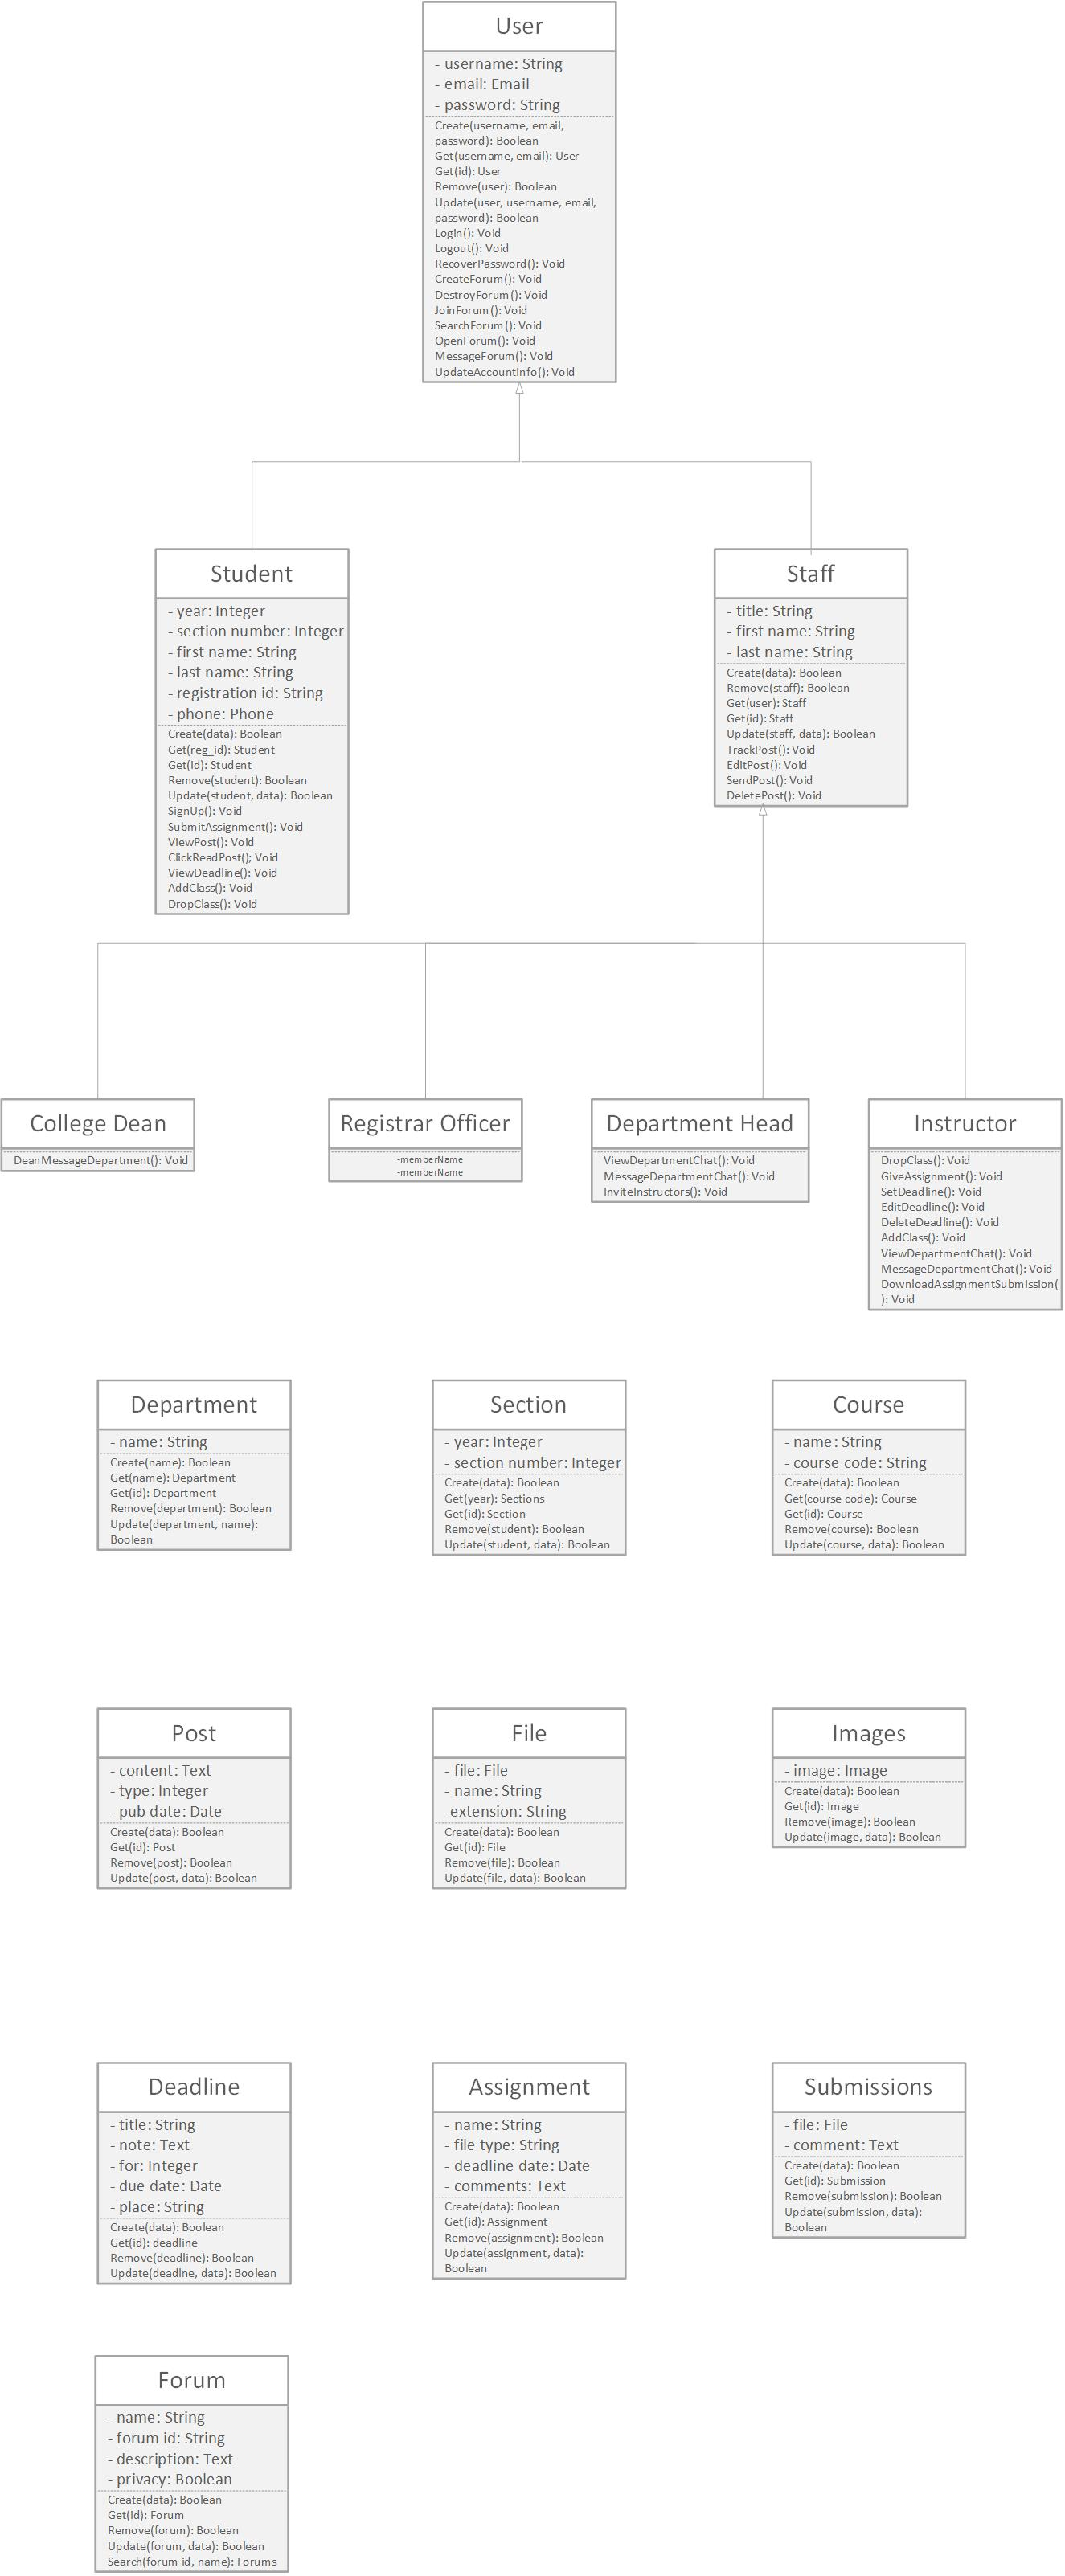 User
- username: String
- email: Email
- password: String
Create(username, email,
password): Boolean
Get(username, email): User
Get(id): User
Remove(user): Boolean
Update(user, username, email,
password): Boolean
Login(): Void
Logout(): Void
RecoverPassword(): Void
CreateForum(): Void
DestroyForum(): Void
JoinForum(): Void
SearchForum(): Void
OpenForum(): Void
MessageForum(): Void
UpdateAccountInfo(): Void
Student
- year: Integer
- section number: Integer
- first name: String
- last name: String
- registration id: String
- phone: Phone
Create(data): Boolean
Get(reg_id): Student
Get(id): Student
Remove(student): Boolean
Update(student, data): Boolean
SignUp(): Void
SubmitAssignment(): Void
ViewPost(): Void
ClickReadPost(); Void
ViewDeadline(): Void
AddClass(): Void
DropClass(): Void
Staff
- title: String
- first name: String
- last name: String
Create(data): Boolean
Remove(staff): Boolean
Get(user): Staff
Get(id): Staff
Update(staff, data): Boolean
TrackPost(): Void
EditPost(): Void
SendPost(): Void
DeletePost(): Void
College Dean
DeanMessageDepartment(): Void
Registrar Officer
-memberName
-memberName
Department Head
ViewDepartmentChat(): Void
MessageDepartmentChat(): Void
InviteInstructors(): Void
Instructor
DropClass(): Void
GiveAssignment(): Void
SetDeadline(): Void
EditDeadline(): Void
DeleteDeadline(): Void
AddClass(): Void
ViewDepartmentChat(): Void
MessageDepartmentChat(): Void
DownloadAssignmentSubmission(
): Void
Department
- name: String
Create(name): Boolean
Get(name): Department
Get(id): Department
Remove(department): Boolean
Update(department, name):
Boolean
Section
- year: Integer
- section number: Integer
Create(data): Boolean
Get(year): Sections
Get(id): Section
Remove(student): Boolean
Update(student, data): Boolean
Course
- name: String
- course code: String
Create(data): Boolean
Get(course code): Course
Get(id): Course
Remove(course): Boolean
Update(course, data): Boolean
Post
- content: Text
- type: Integer
- pub date: Date
Create(data): Boolean
Get(id): Post
Remove(post): Boolean
Update(post, data): Boolean
File
- file: File
- name: String
-extension: String
Create(data): Boolean
Get(id): File
Remove(file): Boolean
Update(file, data): Boolean
Images
- image: Image
Create(data): Boolean
Get(id): Image
Remove(image): Boolean
Update(image, data): Boolean
Deadline
- title: String
- note: Text
- for: Integer
- due date: Date
- place: String
Create(data): Boolean
Get(id): deadline
Remove(deadline): Boolean
Update(deadlne, data): Boolean
Assignment
- name: String
- file type: String
- deadline date: Date
- comments: Text
Create(data): Boolean
Get(id): Assignment
Remove(assignment): Boolean
Update(assignment, data):
Boolean
Submissions
- file: File
- comment: Text
Create(data): Boolean
Get(id): Submission
Remove(submission): Boolean
Update(submission, data):
Boolean
Forum
- name: String
- forum id: String
- description: Text
- privacy: Boolean
Create(data): Boolean
Get(id): Forum
Remove(forum): Boolean
Update(forum, data): Boolean
Search(forum id, name): Forums